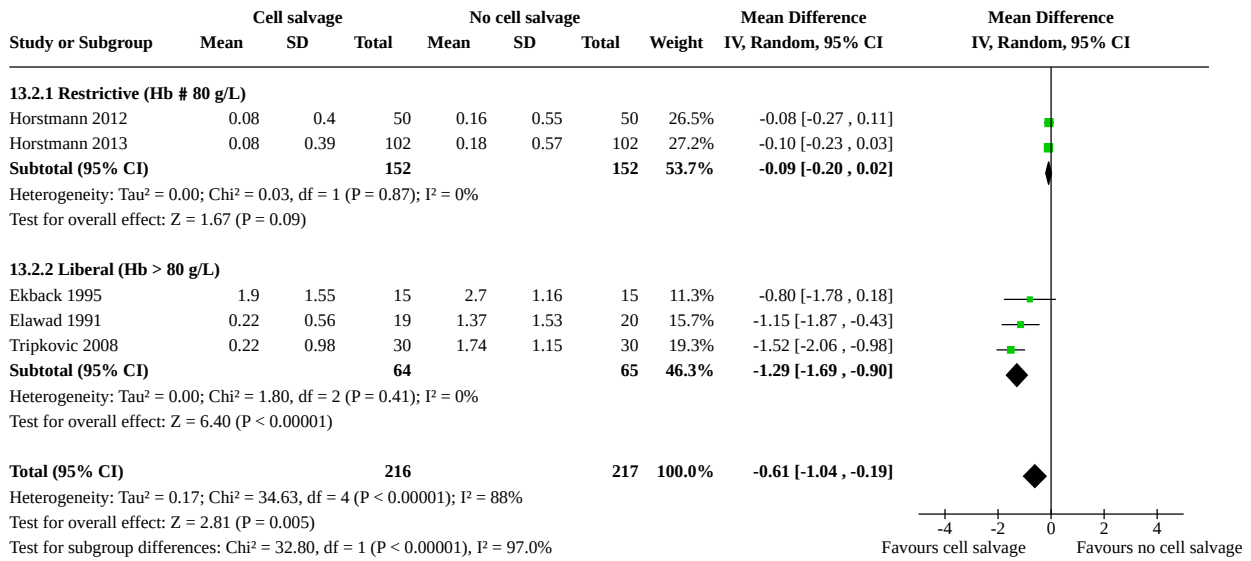 Cell salvage No cell salvage Mean Difference Mean Difference
Study or Subgroup Mean SD Total Mean SD Total Weight IV, Random, 95% CI IV, Random, 95% CI
13.2.1 Restrictive (Hb # 80 g/L)
Horstmann 2012 0.08 0.4 50 0.16 0.55 50 26.5% -0.08 [-0.27 , 0.11]
Horstmann 2013 0.08 0.39 102 0.18 0.57 102 27.2% -0.10 [-0.23 , 0.03]
Subtotal (95% CI) 152 152 53.7% -0.09 [-0.20 , 0.02]
Heterogeneity: Tau² = 0.00; Chi² = 0.03, df = 1 (P = 0.87); I² = 0%
Test for overall effect: Z = 1.67 (P = 0.09)
13.2.2 Liberal (Hb > 80 g/L)
Ekback 1995 1.9 1.55 15 2.7 1.16 15 11.3% -0.80 [-1.78 , 0.18]
Elawad 1991 0.22 0.56 19 1.37 1.53 20 15.7% -1.15 [-1.87 , -0.43]
Tripkovic 2008 0.22 0.98 30 1.74 1.15 30 19.3% -1.52 [-2.06 , -0.98]
Subtotal (95% CI) 64 65 46.3% -1.29 [-1.69 , -0.90]
Heterogeneity: Tau² = 0.00; Chi² = 1.80, df = 2 (P = 0.41); I² = 0%
Test for overall effect: Z = 6.40 (P < 0.00001)
Total (95% CI) 216 217 100.0% -0.61 [-1.04 , -0.19]
Heterogeneity: Tau² = 0.17; Chi² = 34.63, df = 4 (P < 0.00001); I² = 88%
Test for overall effect: Z = 2.81 (P = 0.005)
-4 -2 0 2 4
Test for subgroup differences: Chi² = 32.80, df = 1 (P < 0.00001), I² = 97.0%
Favours cell salvage Favours no cell salvage